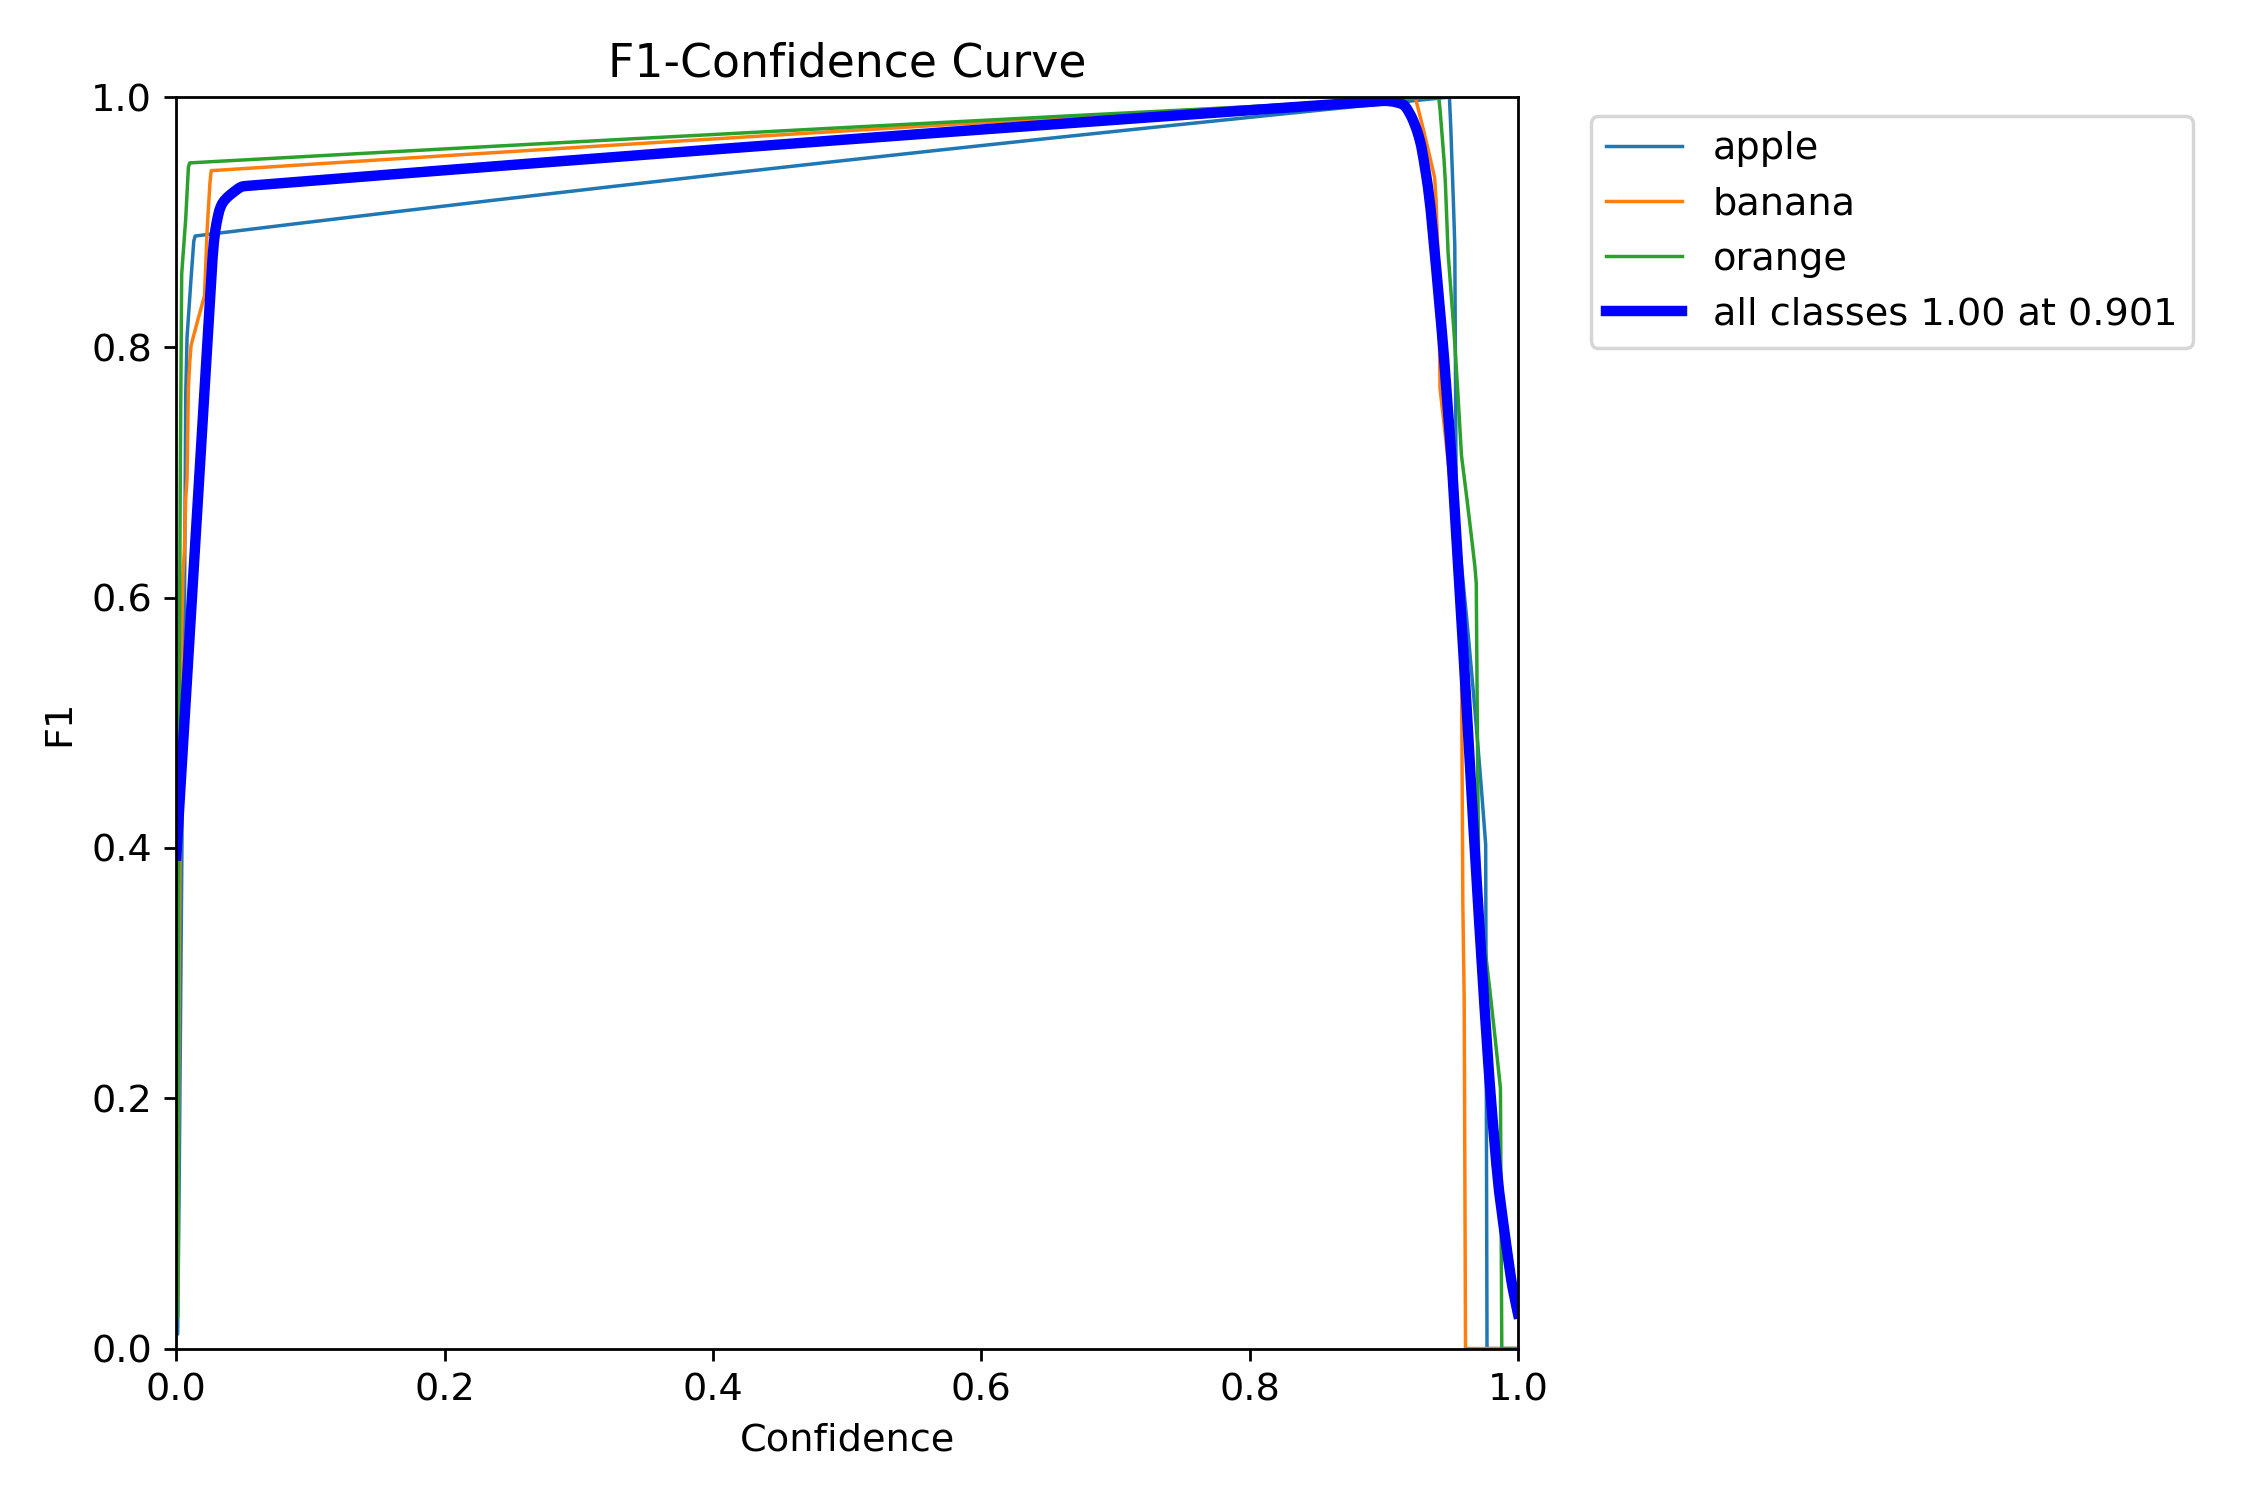 F1-Confidence Curve
1.0
0.8
0.6
0.4
0.2
0.0
F1
0.0 0.2 0.4 0.6 0.8 1.0
Confidence
apple
banana
orange
all classes 1.00 at 0.901